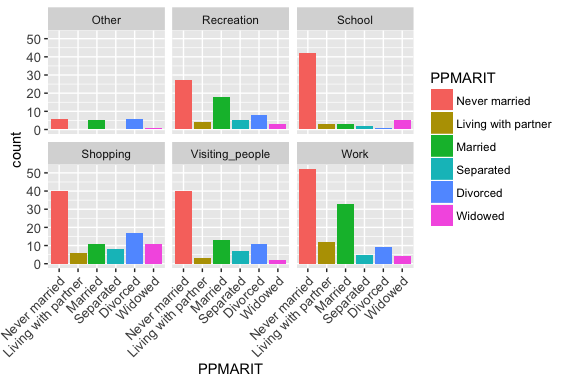 Other
Recreation
School
50
40
30
20
10
0
count
Shopping
Visiting_people
Work
50
40
30
20
10
0
Never married
Living with partner
Married
Separated
Divorced
Widowed
Never married
Living with partner
Married
Separated
Divorced
Widowed
Never married
Living with partner
Married
Separated
Divorced
Widowed
PPMARIT
PPMARIT
Never married
Living with partner
Married
Separated
Divorced
Widowed